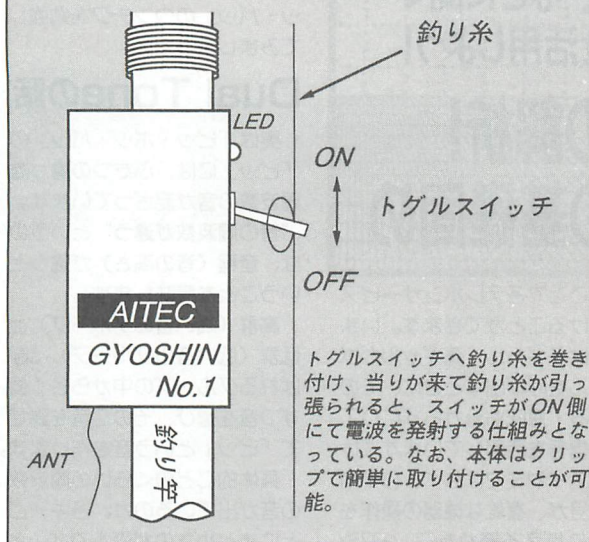 釣り糸
LED
ON
トグルスイッチ
OFF
AITEC
GYOSHIN
No.1
トグルスイッチへ釣り糸を巻き
付け、当りが来て釣り糸が引っ
張られると、スイッチがON側
にて電波を発射する仕組みとな
っている。なお、本体はクリッ
プで簡単に取り付けることが可
能。
ANT
釣り竿